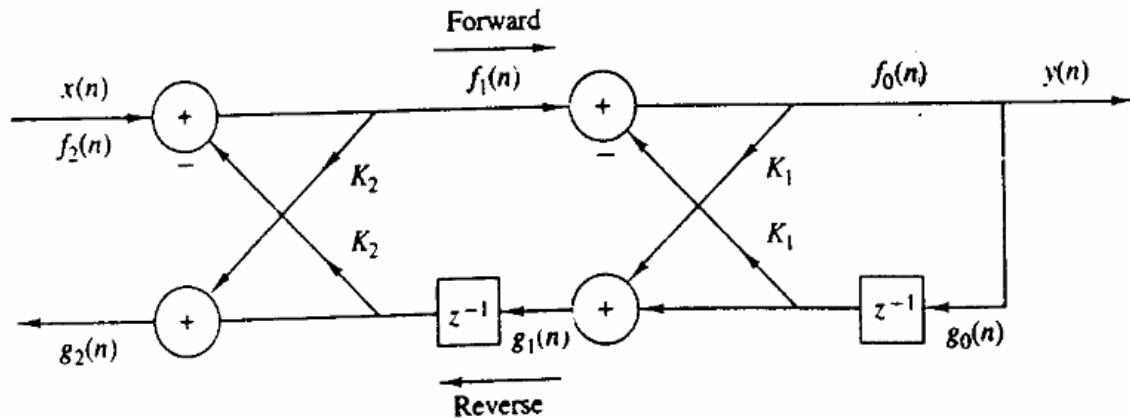 Forward
x(n)
f₂(n)
f₁(n)
f₀(n)
y(n)
+
−
+
−
K₂
K₂
K₁
K₁
+
z⁻¹
+
z⁻¹
g₂(n)
g₁(n)
g₀(n)
Reverse